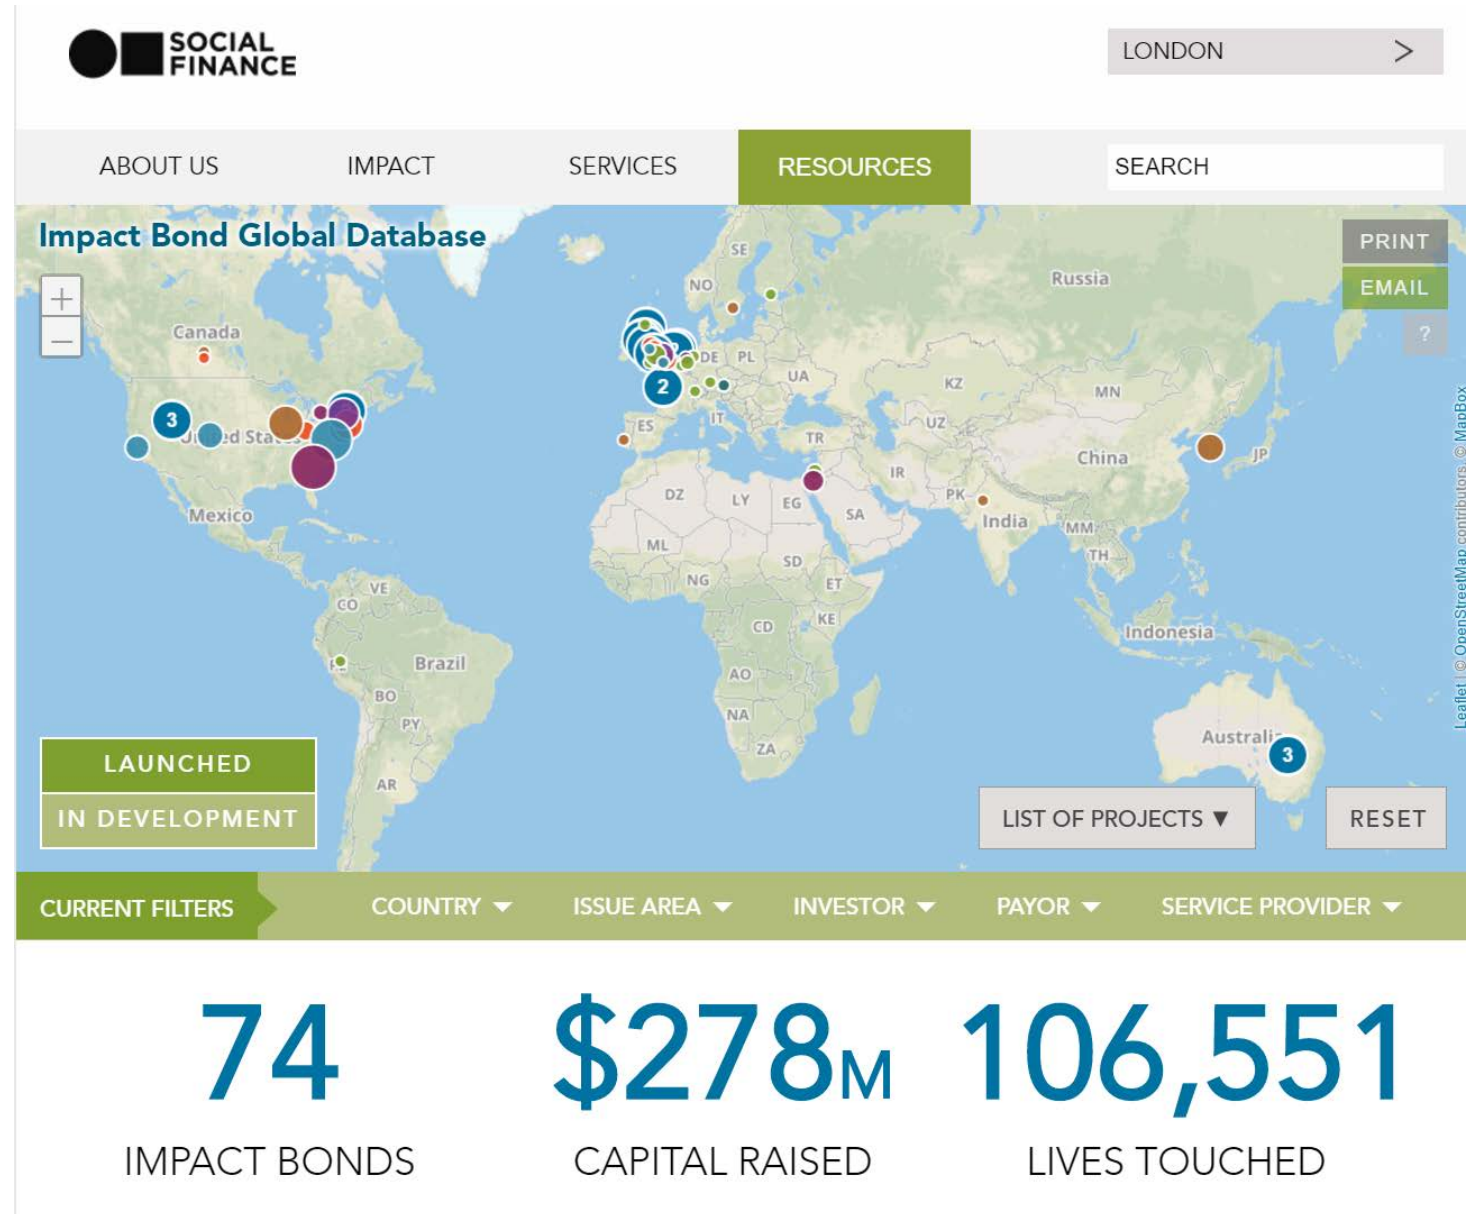 SOCIAL
FINANCE
LONDON >
ABOUT US IMPACT SERVICES RESOURCES SEARCH
Impact Bond Global Database
PRINT
EMAIL
?
+
−
SE
NO
Russia
Canada
DE PL
UA
KZ
MN
2
3
United Sta
ES
IT
TR
UZ
China
JP
IR
PK
Mexico
DZ
LY
EG
SA
India
MM
ML
SD
TH
NG
ET
VE
CO
CD
KE
Indonesia
Brazil
AO
BO
NA
PY
ZA
Australi
3
AR
LAUNCHED
IN DEVELOPMENT
LIST OF PROJECTS ▼
RESET
Leaflet | © OpenStreetMap contributors, © MapBox
CURRENT FILTERS COUNTRY ISSUE AREA INVESTOR PAYOR SERVICE PROVIDER
74 $278M 106,551
IMPACT BONDS CAPITAL RAISED LIVES TOUCHED